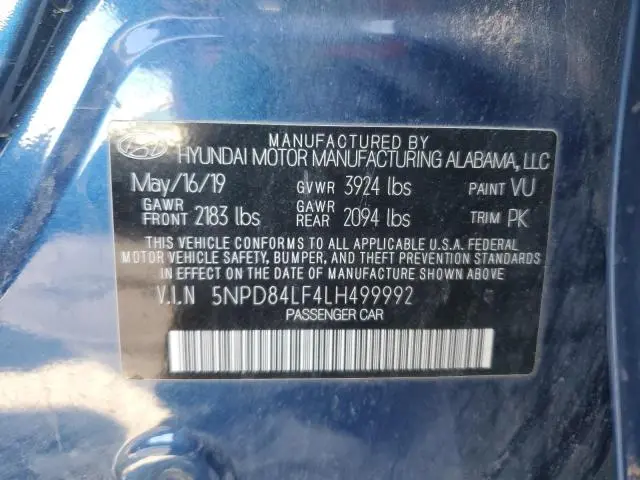 MANUFACTURED BY
HYUNDAI MOTOR MANUFACTURING ALABAMA, LLC
May/16/19 GVWR 3924 lbs PAINT VU
GAWR FRONT 2183 lbs GAWR REAR 2094 lbs TRIM PK
THIS VEHICLE CONFORMS TO ALL APPLICABLE U.S.A. FEDERAL
MOTOR VEHICLE SAFETY, BUMPER, AND THEFT PREVENTION STANDARDS
IN EFFECT ON THE DATE OF MANUFACTURE SHOWN ABOVE.
V.I.N 5NPD84LF4LH499992
PASSENGER CAR